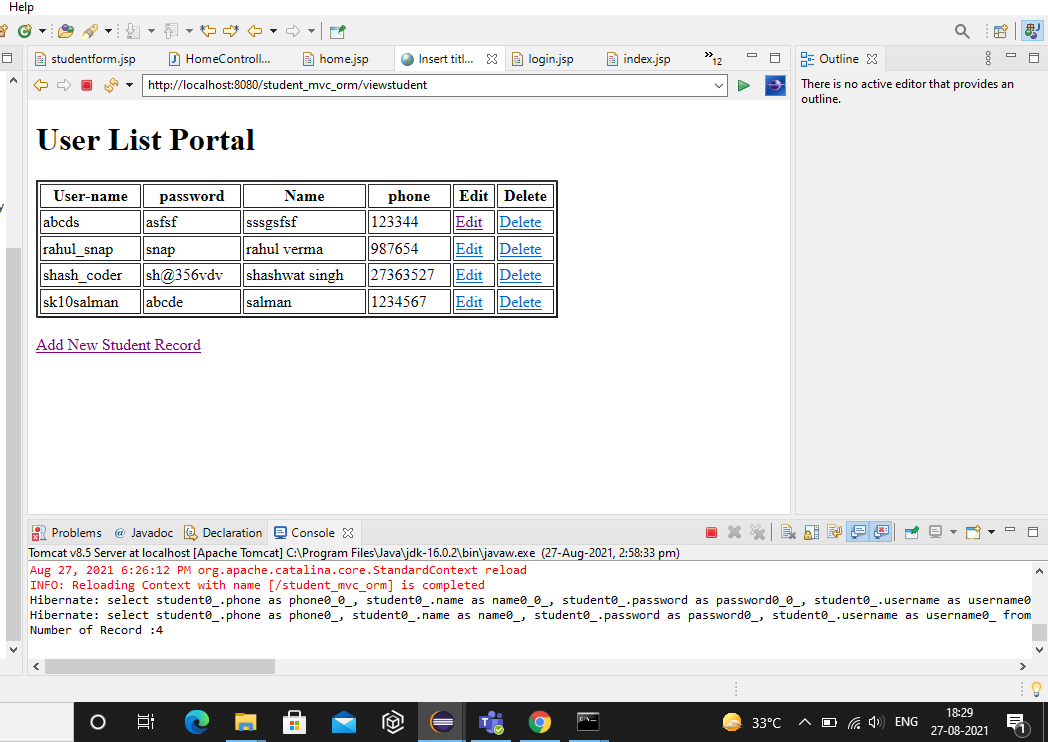 Help
studentform.jsp
HomeControll...
home.jsp
Insert titl...
login.jsp
index.jsp
»12
Outline
http://localhost:8080/student_mvc_orm/viewstudent
There is no active editor that provides an
outline.
User List Portal
User-name password Name phone Edit Delete
abcds asfsf sssgsfsf 123344 Edit Delete
rahul_snap snap rahul verma 987654 Edit Delete
shash_coder sh@356vdv shashwat singh 27363527 Edit Delete
sk10salman abcde salman 1234567 Edit Delete
Add New Student Record
Problems @ Javadoc Declaration Console
Tomcat v8.5 Server at localhost [Apache Tomcat] C:\Program Files\Java\jdk-16.0.2\bin\javaw.exe (27-Aug-2021, 2:58:33 pm)
Aug 27, 2021 6:26:12 PM org.apache.catalina.core.StandardContext reload
INFO: Reloading Context with name [/student_mvc_orm] is completed
Hibernate: select student0_.phone as phone0_0_, student0_.name as name0_0_, student0_.password as password0_0_, student0_.username as username0
Hibernate: select student0_.phone as phone0_, student0_.name as name0_, student0_.password as password0_, student0_.username as username0_ from
Number of Record :4
33°C
ENG
18:29
27-08-2021
1